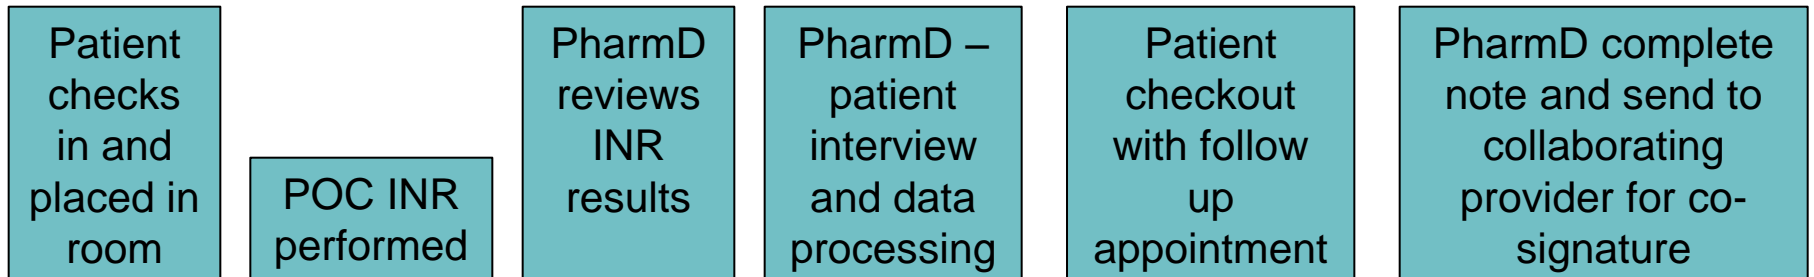 Patient
checks
in and
placed in
room
POC INR
performed
PharmD
reviews
INR
results
PharmD –
patient
interview
and data
processing
Patient
checkout
with follow
up
appointment
PharmD complete
note and send to
collaborating
provider for co-
signature